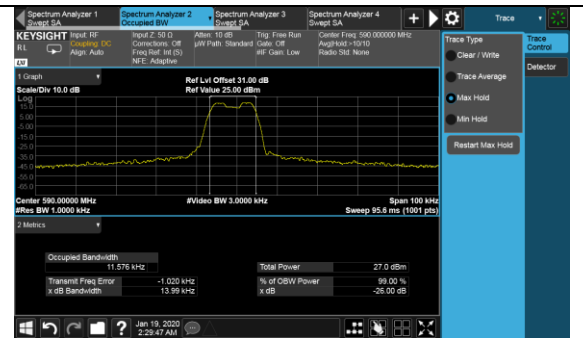 Spectrum Analyzer 1
Swept SA
Spectrum Analyzer 2
Occupied BW
Spectrum Analyzer 3
Swept SA
Spectrum Analyzer 4
Swept SA
+
Trace
KEYSIGHT
RL
LXI
Input: RF
Coupling: DC
Align: Auto
Input Z: 50 Ω
Corrections: Off
Freq Ref: Int (S)
NFE: Adaptive
Atten: 10 dB
µW Path: Standard
Trig: Free Run
Gate: Off
#IF Gain: Low
Center Freq: 590.000000 MHz
Avg|Hold:>10/10
Radio Std: None
Trace Type
Clear / Write
Trace Average
Max Hold
Min Hold
Restart Max Hold
Trace Control
Detector
1 Graph
Scale/Div 10.0 dB
Ref Lvl Offset 31.00 dB
Ref Value 25.00 dBm
Log
15.0
5.00
-5.00
-15.0
-25.0
-35.0
-45.0
-55.0
-65.0
Center 590.00000 MHz
#Res BW 1.0000 kHz
#Video BW 3.0000 kHz
Span 100 kHz
Sweep 95.6 ms (1001 pts)
2 Metrics
Occupied Bandwidth
11.576 kHz
Total Power 27.0 dBm
Transmit Freq Error -1.020 kHz
% of OBW Power 99.00 %
x dB Bandwidth 13.99 kHz
x dB -26.00 dB
?
Jan 19, 2020
2:29:47 AM